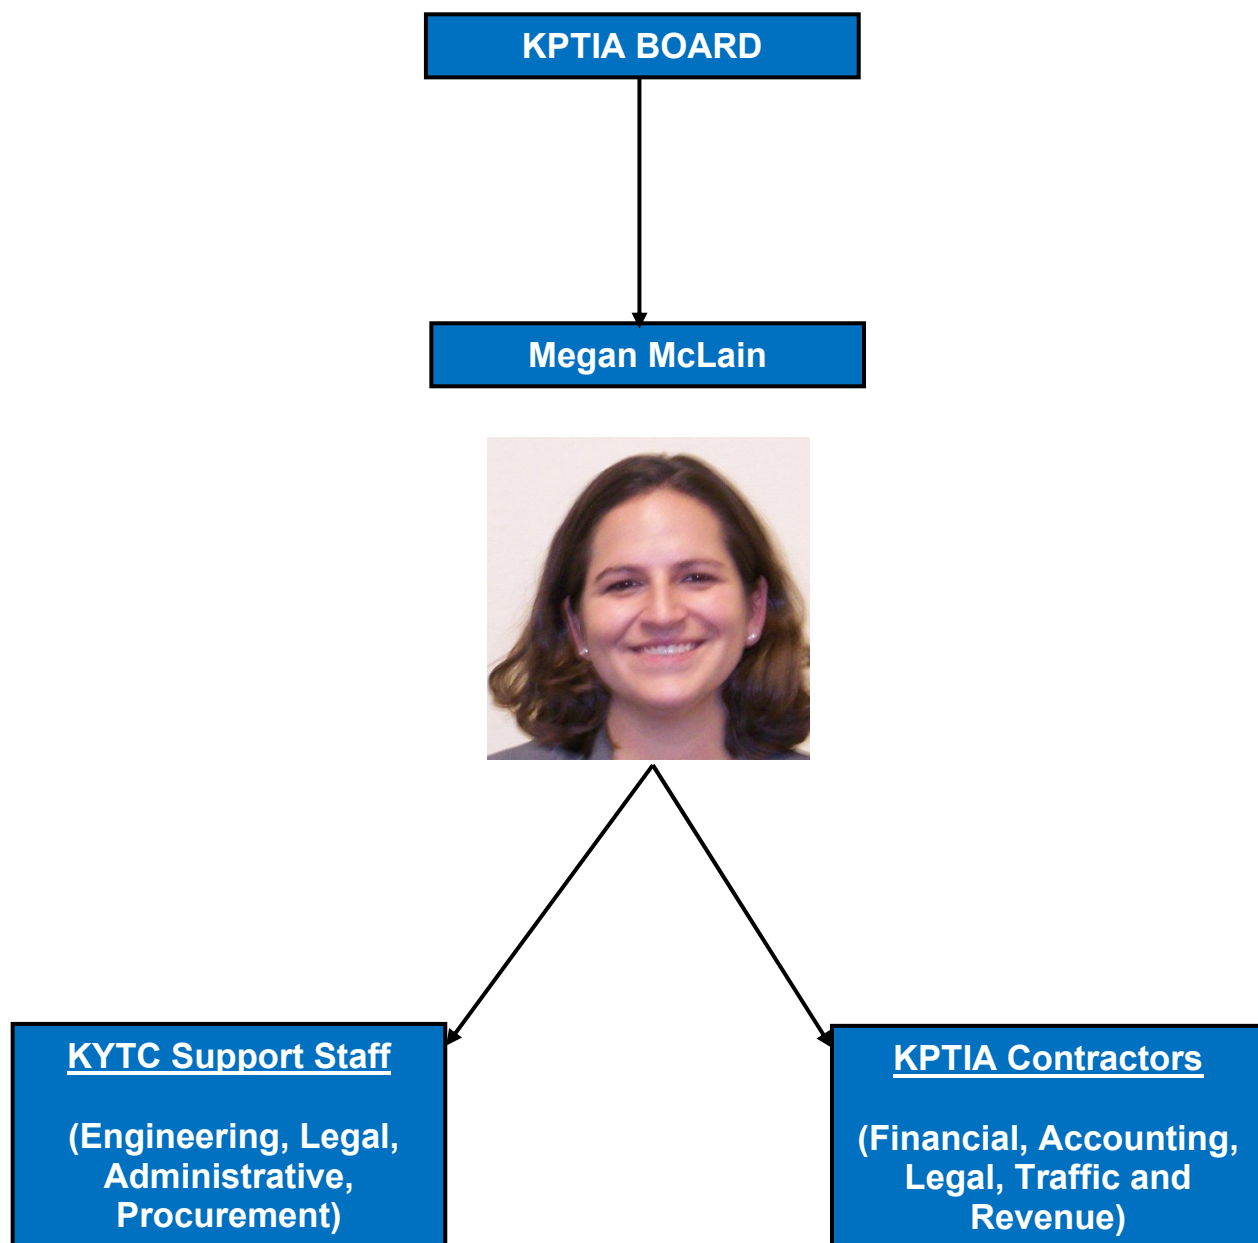 KPTIA BOARD
Megan McLain
KYTC Support Staff
(Engineering, Legal,
Administrative,
Procurement)
KPTIA Contractors
(Financial, Accounting,
Legal, Traffic and
Revenue)